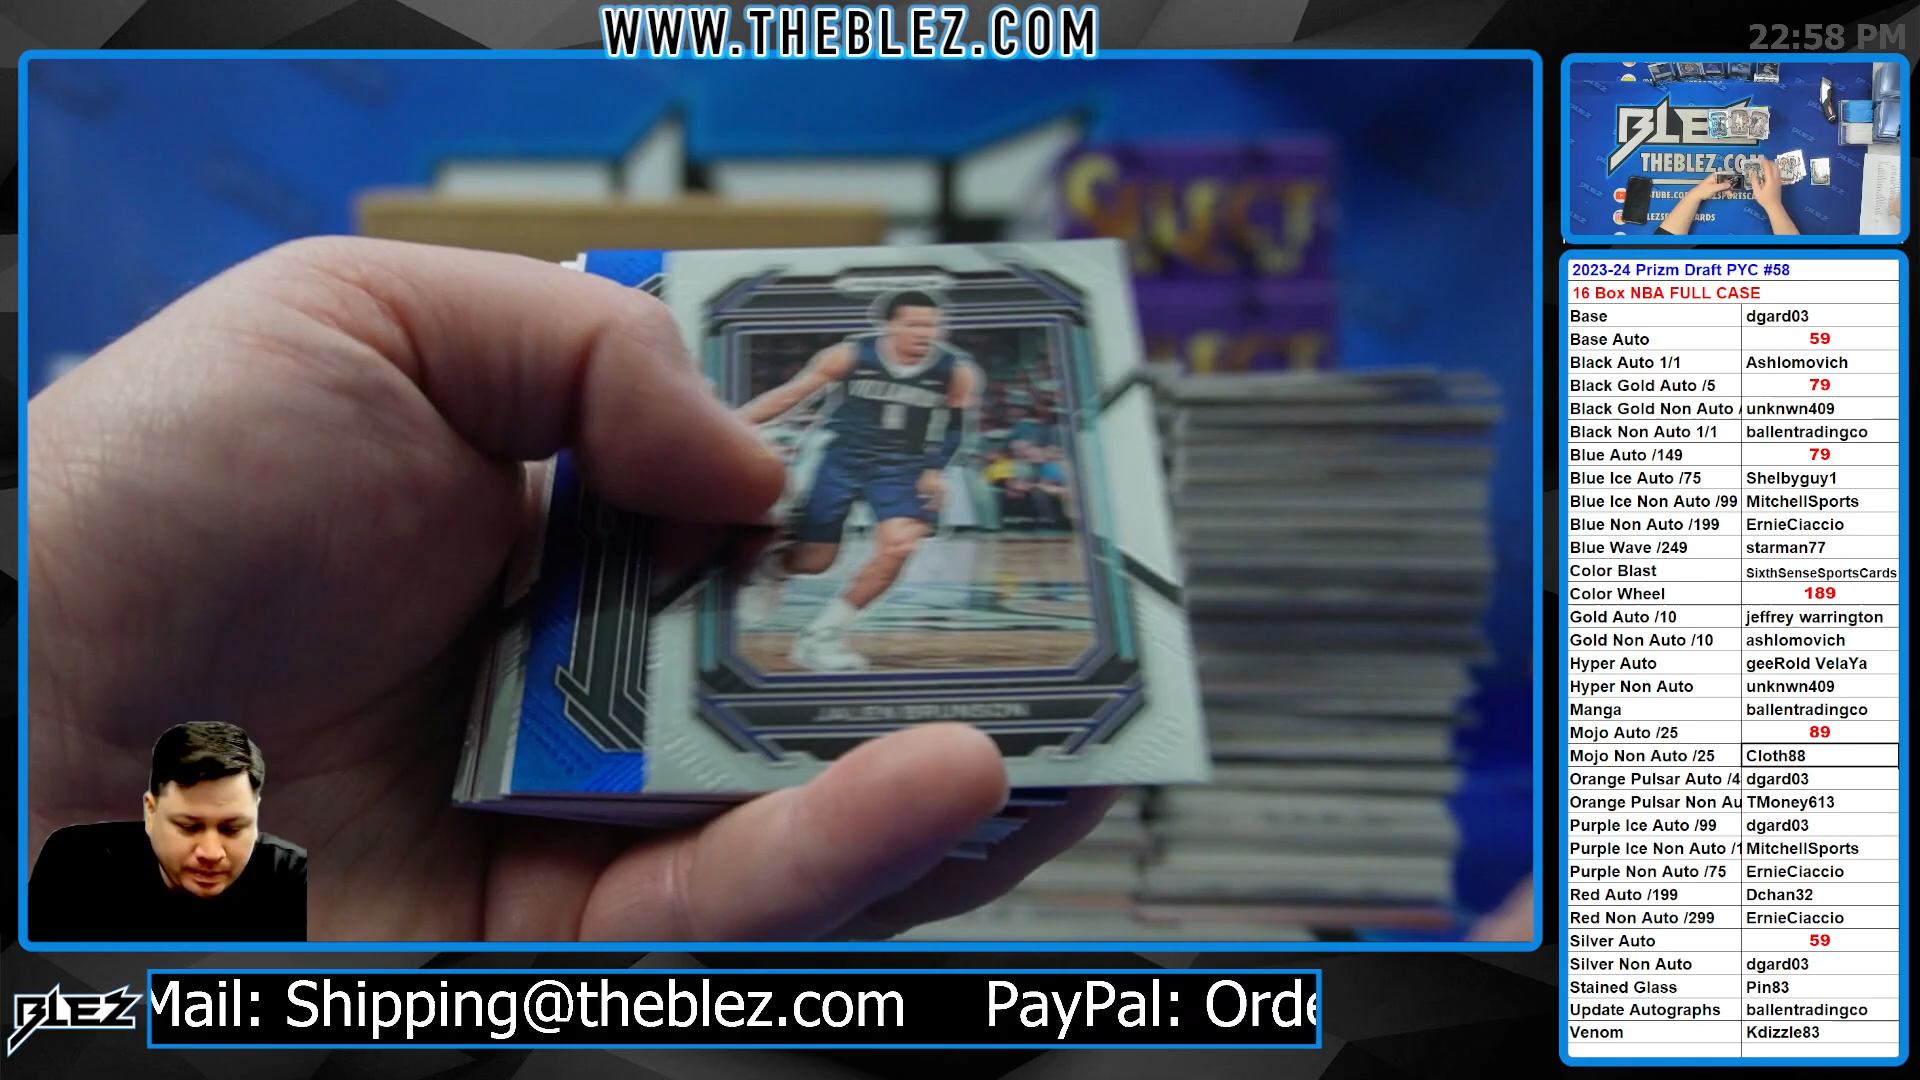 WWW.THEBLEZ.COM
22:58 PM
SELECT
VILLANOVA
1
JALEN BRUNSON
BLE
THEBLEZ.CO
2023-24 Prizm Draft PYC #58
16 Box NBA FULL CASE
Base dgard03
Base Auto 59
Black Auto 1/1 Ashlomovich
Black Gold Auto /5 79
Black Gold Non Auto / unknwn409
Black Non Auto 1/1 ballentradingco
Blue Auto /149 79
Blue Ice Auto /75 Shelbyguy1
Blue Ice Non Auto /99 MitchellSports
Blue Non Auto /199 ErnieCiaccio
Blue Wave /249 starman77
Color Blast SixthSenseSportsCards
Color Wheel 189
Gold Auto /10 jeffrey warrington
Gold Non Auto /10 ashlomovich
Hyper Auto geeRold VelaYa
Hyper Non Auto unknwn409
Manga ballentradingco
Mojo Auto /25 89
Mojo Non Auto /25 Cloth88
Orange Pulsar Auto /4 dgard03
Orange Pulsar Non Au TMoney613
Purple Ice Auto /99 dgard03
Purple Ice Non Auto /1 MitchellSports
Purple Non Auto /75 ErnieCiaccio
Red Auto /199 Dchan32
Red Non Auto /299 ErnieCiaccio
Silver Auto 59
Silver Non Auto dgard03
Stained Glass Pin83
Update Autographs ballentradingco
Venom Kdizzle83
BLEZ
Mail: Shipping@theblez.com PayPal: Orde